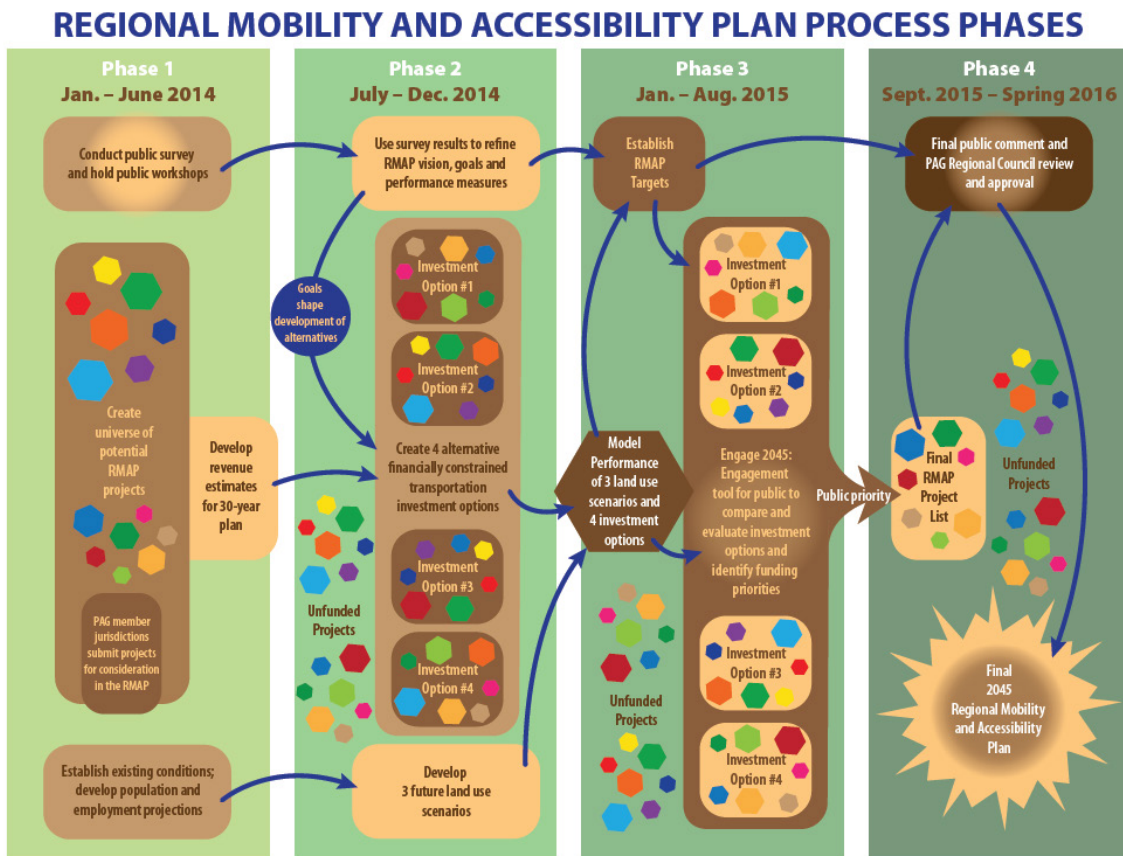 REGIONAL MOBILITY AND ACCESSIBILITY PLAN PROCESS PHASES
Phase 1
Jan. – June 2014
Conduct public survey
and hold public workshops
Create
universe of
potential
RMAP
projects
PAG member
jurisdictions
submit projects
for consideration
in the RMAP
Develop
revenue
estimates
for 30-year
plan
Establish existing conditions;
develop population and
employment projections
Phase 2
July – Dec. 2014
Use survey results to refine
RMAP vision, goals and
performance measures
Goals
shape
development of
alternatives
Investment
Option #1
Investment
Option #2
Create 4 alternative
financially constrained
transportation
investment options
Investment
Option #3
Investment
Option #4
Unfunded
Projects
Develop
3 future land use
scenarios
Phase 3
Jan. – Aug. 2015
Establish
RMAP
Targets
Model
Performance
of 3 land use
scenarios and
4 investment
options
Investment
Option #1
Investment
Option #2
Engage 2045:
Engagement
tool for public to
compare and
evaluate investment
options and
identify funding
priorities
Investment
Option #3
Investment
Option #4
Unfunded
Projects
Public priority
Phase 4
Sept. 2015 – Spring 2016
Final public comment and
PAG Regional Council review
and approval
Final
RMAP
Project
List
Unfunded
Projects
Final
2045
Regional Mobility
and Accessibility
Plan